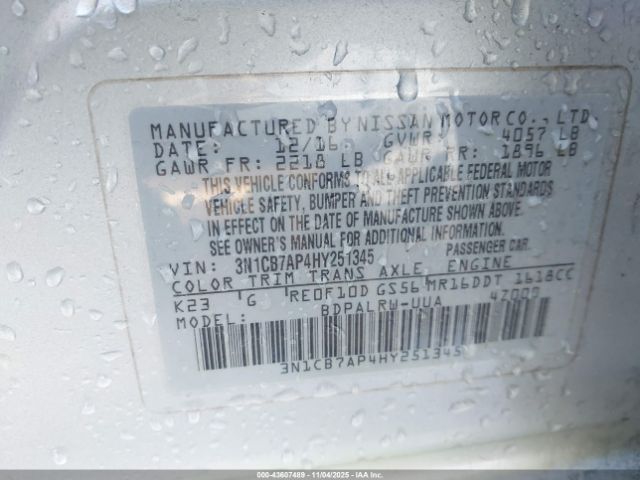 MANUFACTURED BY NISSAN MOTOR CO., LTD.
DATE: 12/16 GVWR: 4057 LB
GAWR FR: 2218 LB GAWR RR: 1896 LB
THIS VEHICLE CONFORMS TO ALL APPLICABLE FEDERAL MOTOR
VEHICLE SAFETY, BUMPER AND THEFT PREVENTION STANDARDS
IN EFFECT ON THE DATE OF MANUFACTURE SHOWN ABOVE.
SEE OWNER'S MANUAL FOR ADDITIONAL INFORMATION.
VIN: 3N1CB7AP4HY251345 PASSENGER CAR
COLOR TRIM TRANS AXLE, ENGINE
K23 G RE0F10D GS56 MR16DDT 1618CC
MODEL: BDPALRW-UUA 47009
3N1CB7AP4HY251345
000-43607489 - 11/04/2025 - IAAI.COM